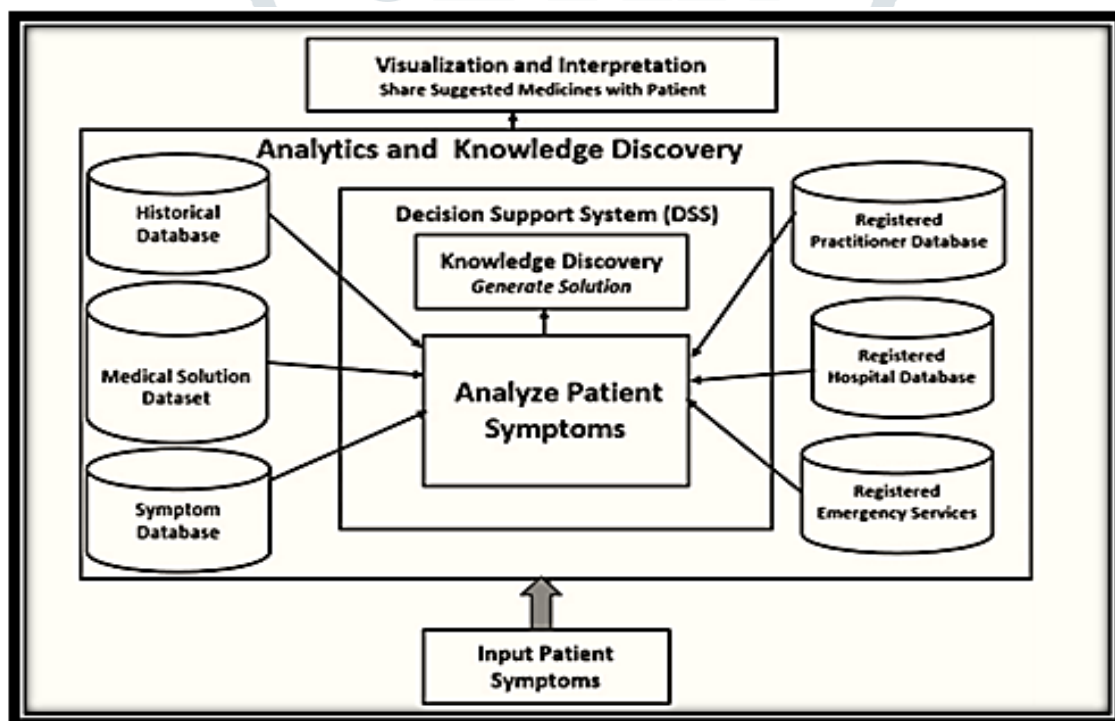 Visualization and Interpretation
Share Suggested Medicines with Patient
Analytics and Knowledge Discovery
Historical
Database
Medical Solution
Dataset
Symptom
Database
Decision Support System (DSS)
Knowledge Discovery
Generate Solution
Analyze Patient
Symptoms
Registered
Practitioner Database
Registered
Hospital Database
Registered
Emergency Services
Input Patient
Symptoms